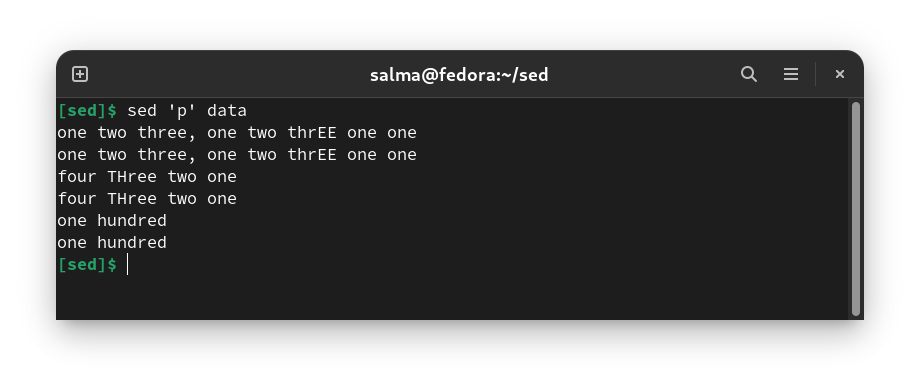 salma@fedora:~/sed
[sed]$ sed 'p' data
one two three, one two thrEE one one
one two three, one two thrEE one one
four THree two one
four THree two one
one hundred
one hundred
[sed]$